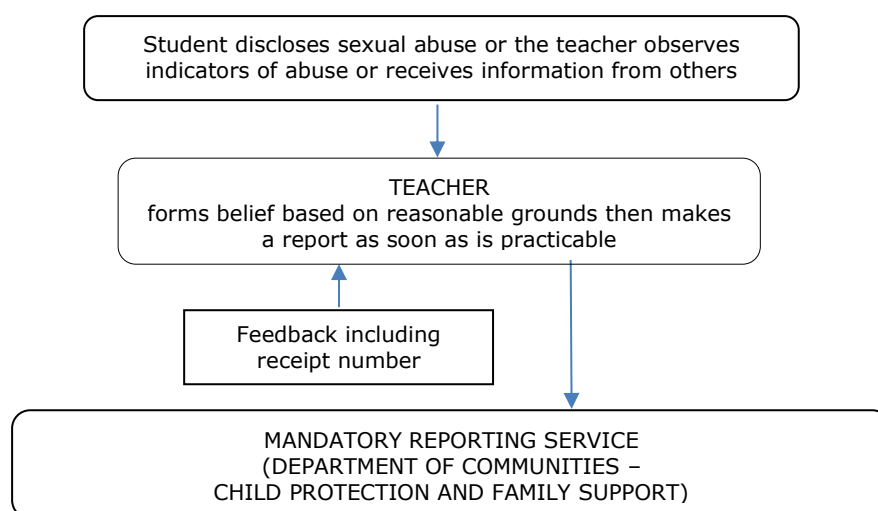 Student discloses sexual abuse or the teacher observes
indicators of abuse or receives information from others
TEACHER
forms belief based on reasonable grounds then makes
a report as soon as is practicable
Feedback including
receipt number
MANDATORY REPORTING SERVICE
(DEPARTMENT OF COMMUNITIES –
CHILD PROTECTION AND FAMILY SUPPORT)